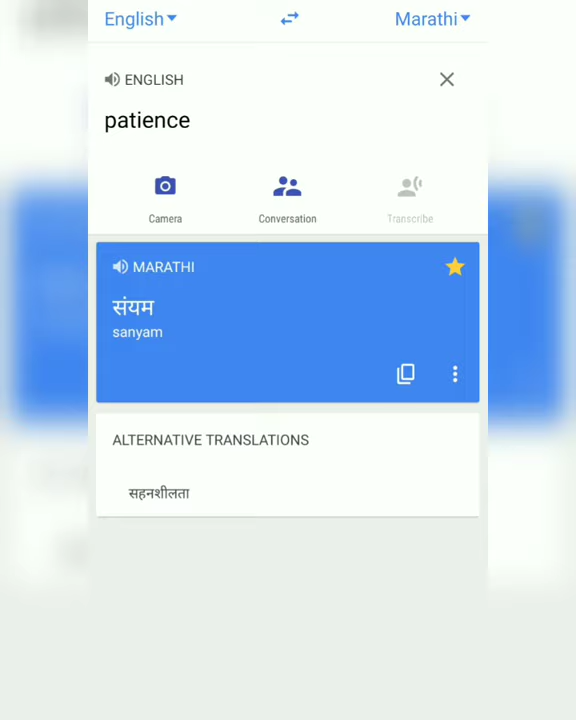 English Marathi
ENGLISH
patience
Camera Conversation Transcribe
MARATHI
संयम
sanyam
ALTERNATIVE TRANSLATIONS
सहनशीलता